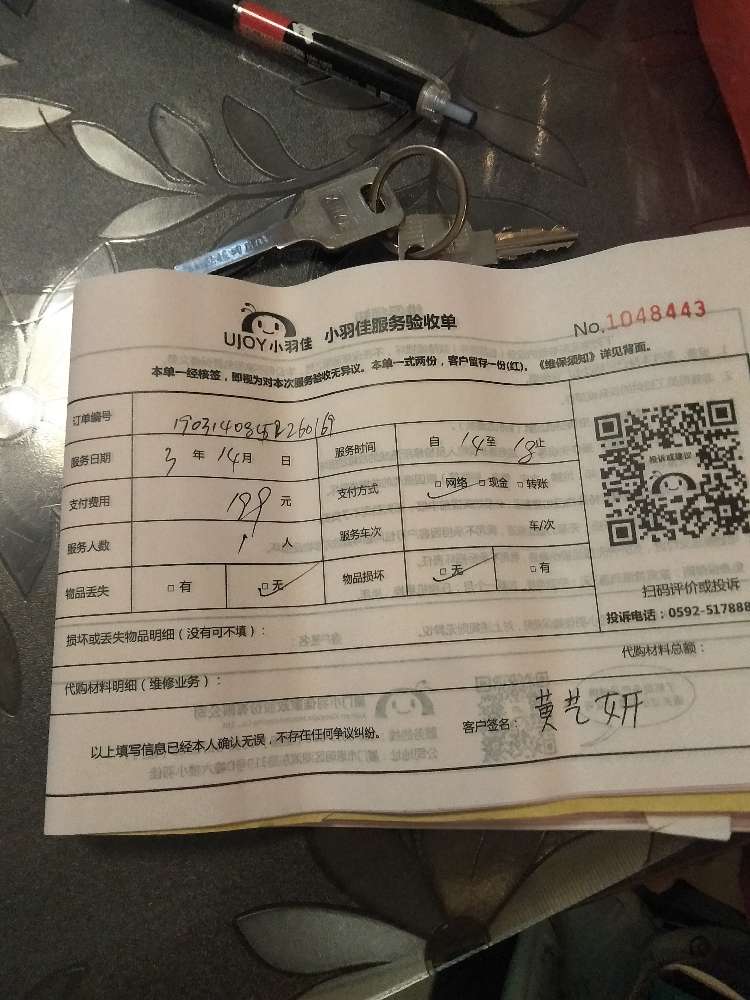 UJOY小羽佳 小羽佳服务验收单 No.1048443
本单一经核签，即视为对本次服务验收无异议。本单一式两份，客户留存一份(红)。《维保须知》详见背面。
订单编号
服务日期 3 年 14 月 日 服务时间 自 14 至 18 止
支付费用 199 元 支付方式 □网络 □现金 □转账
服务人数 1 人 服务车次 车/次
物品丢失 □有 □无 物品损坏 □无 □有
投诉或建议
扫码评价或投诉
投诉电话：0592-517888
损坏或丢失物品明细（没有可不填）：
代购材料明细（维修业务）： 代购材料总额：
以上填写信息已经本人确认无误，不存在任何争议纠纷。 客户签名：黄艺妍